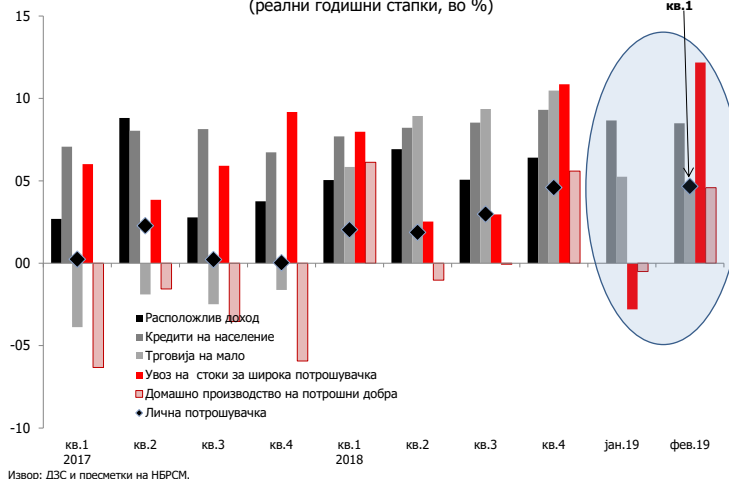 (реални годишни стапки, во %)
кв.1
15
10
05
00
-05
-10
Расположлив доход
Кредити на население
Трговија на мало
Увоз на стоки за широка потрошувачка
Домашно производство на потрошни добра
Лична потрошувачка
кв.1 кв.2 кв.3 кв.4 кв.1 кв.2 кв.3 кв.4 јан.19 фев.19
2017 2018
Извор: ДЗС и пресметки на НБРСМ.